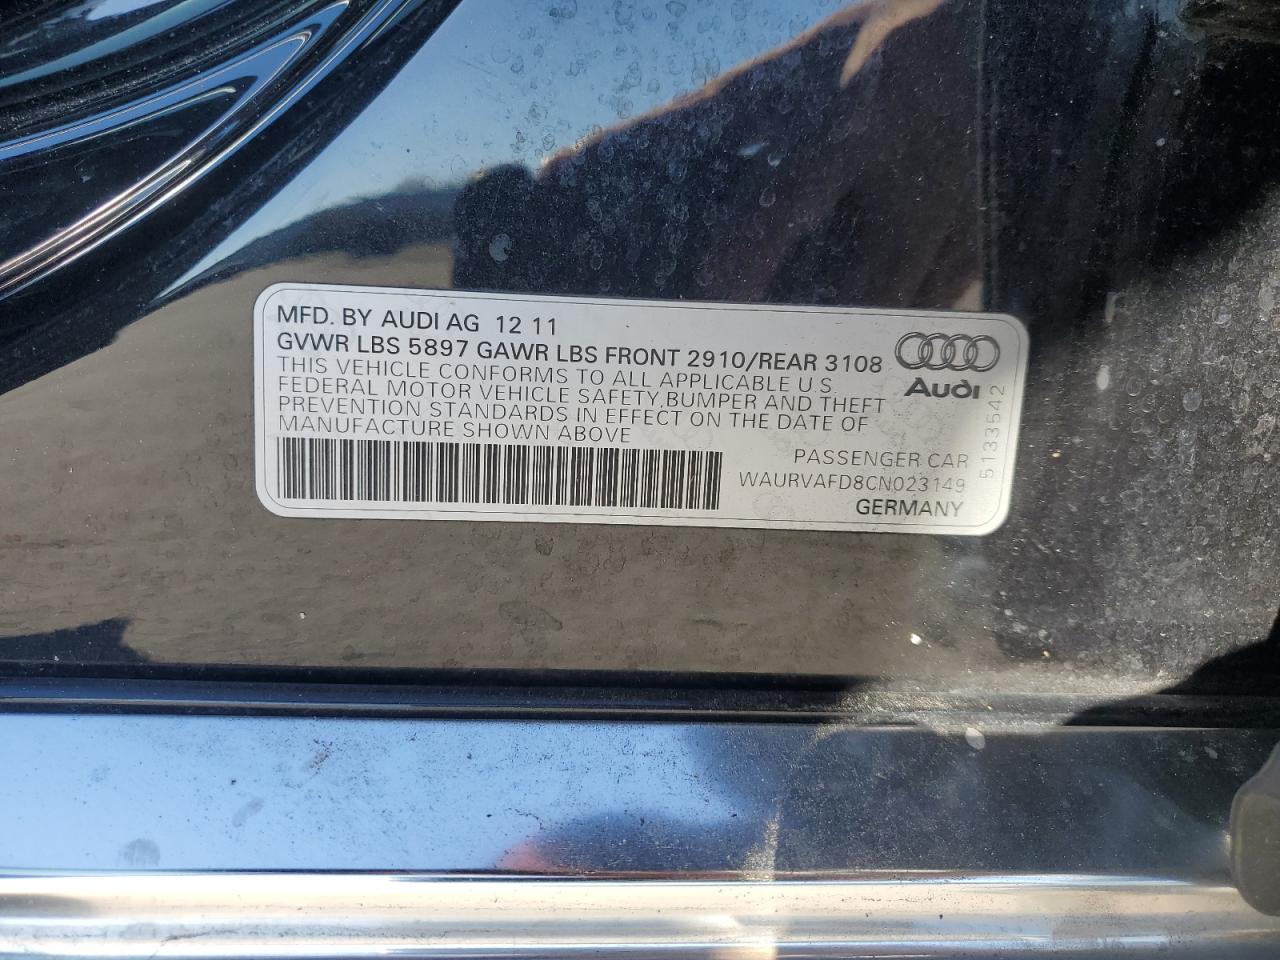 MFD. BY AUDI AG 12 11
GVWR LBS 5897 GAWR LBS FRONT 2910/REAR 3108
THIS VEHICLE CONFORMS TO ALL APPLICABLE U.S
FEDERAL MOTOR VEHICLE SAFETY,BUMPER AND THEFT
PREVENTION STANDARDS IN EFFECT ON THE DATE OF
MANUFACTURE SHOWN ABOVE
Audi
5133542
PASSENGER CAR
WAURVAFD8CN023149
GERMANY